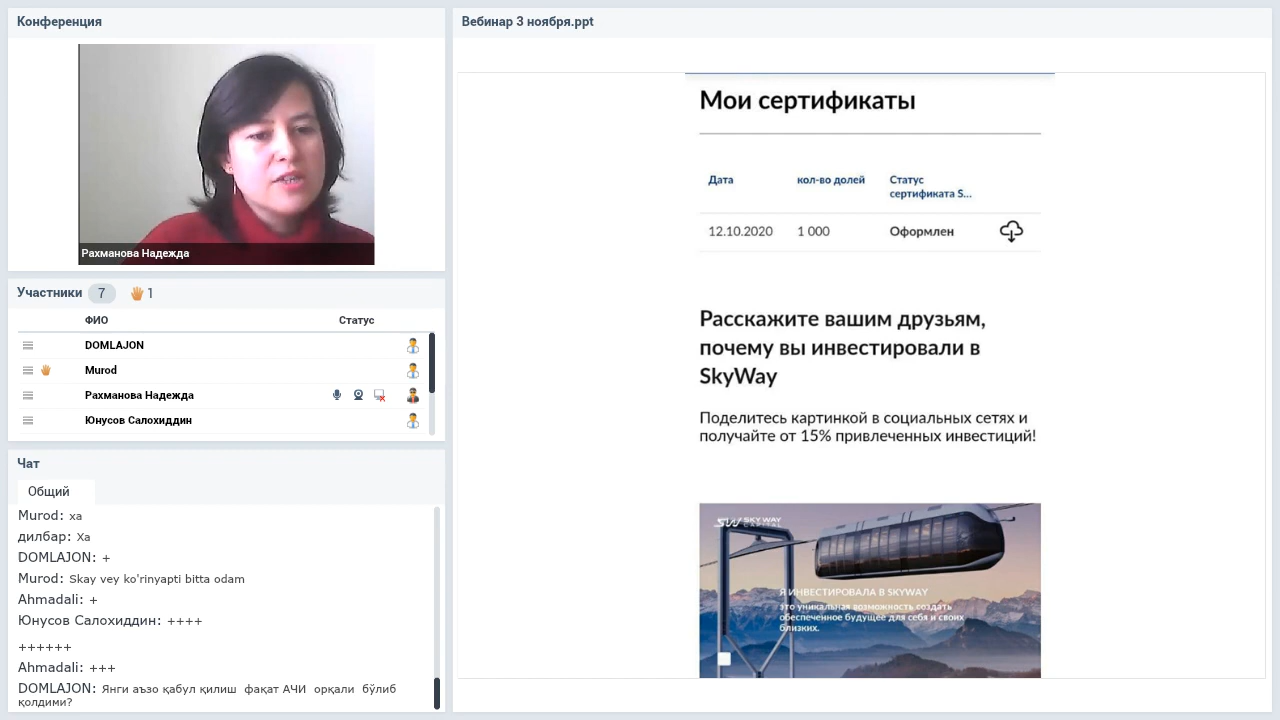 Конференция
Рахманова Надежда
Участники 7 1
ФИО Статус
DOMLAJON
Murod
Рахманова Надежда
Юнусов Салохиддин
Чат
Общий
Murod: ха
дилбар: Ха
DOMLAJON: +
Murod: Skay vey ko'rinyapti bitta odam
Ahmadali: +
Юнусов Салохиддин: ++++
++++++
Ahmadali: +++
DOMLAJON: Янги аъзо қабул қилиш фақат АЧИ орқали бўлиб
қолдими?
Вебинар 3 ноября.ppt
Мои сертификаты
Дата кол-во долей Статус
сертификата S...
12.10.2020 1 000 Оформлен
Расскажите вашим друзьям,
почему вы инвестировали в
SkyWay
Поделитесь картинкой в социальных сетях и
получайте от 15% привлеченных инвестиций!
SKY WAY
CAPITAL
Я ИНВЕСТИРОВАЛА В SKYWAY
это уникальная возможность создать
обеспеченное будущее для себя и своих
близких.